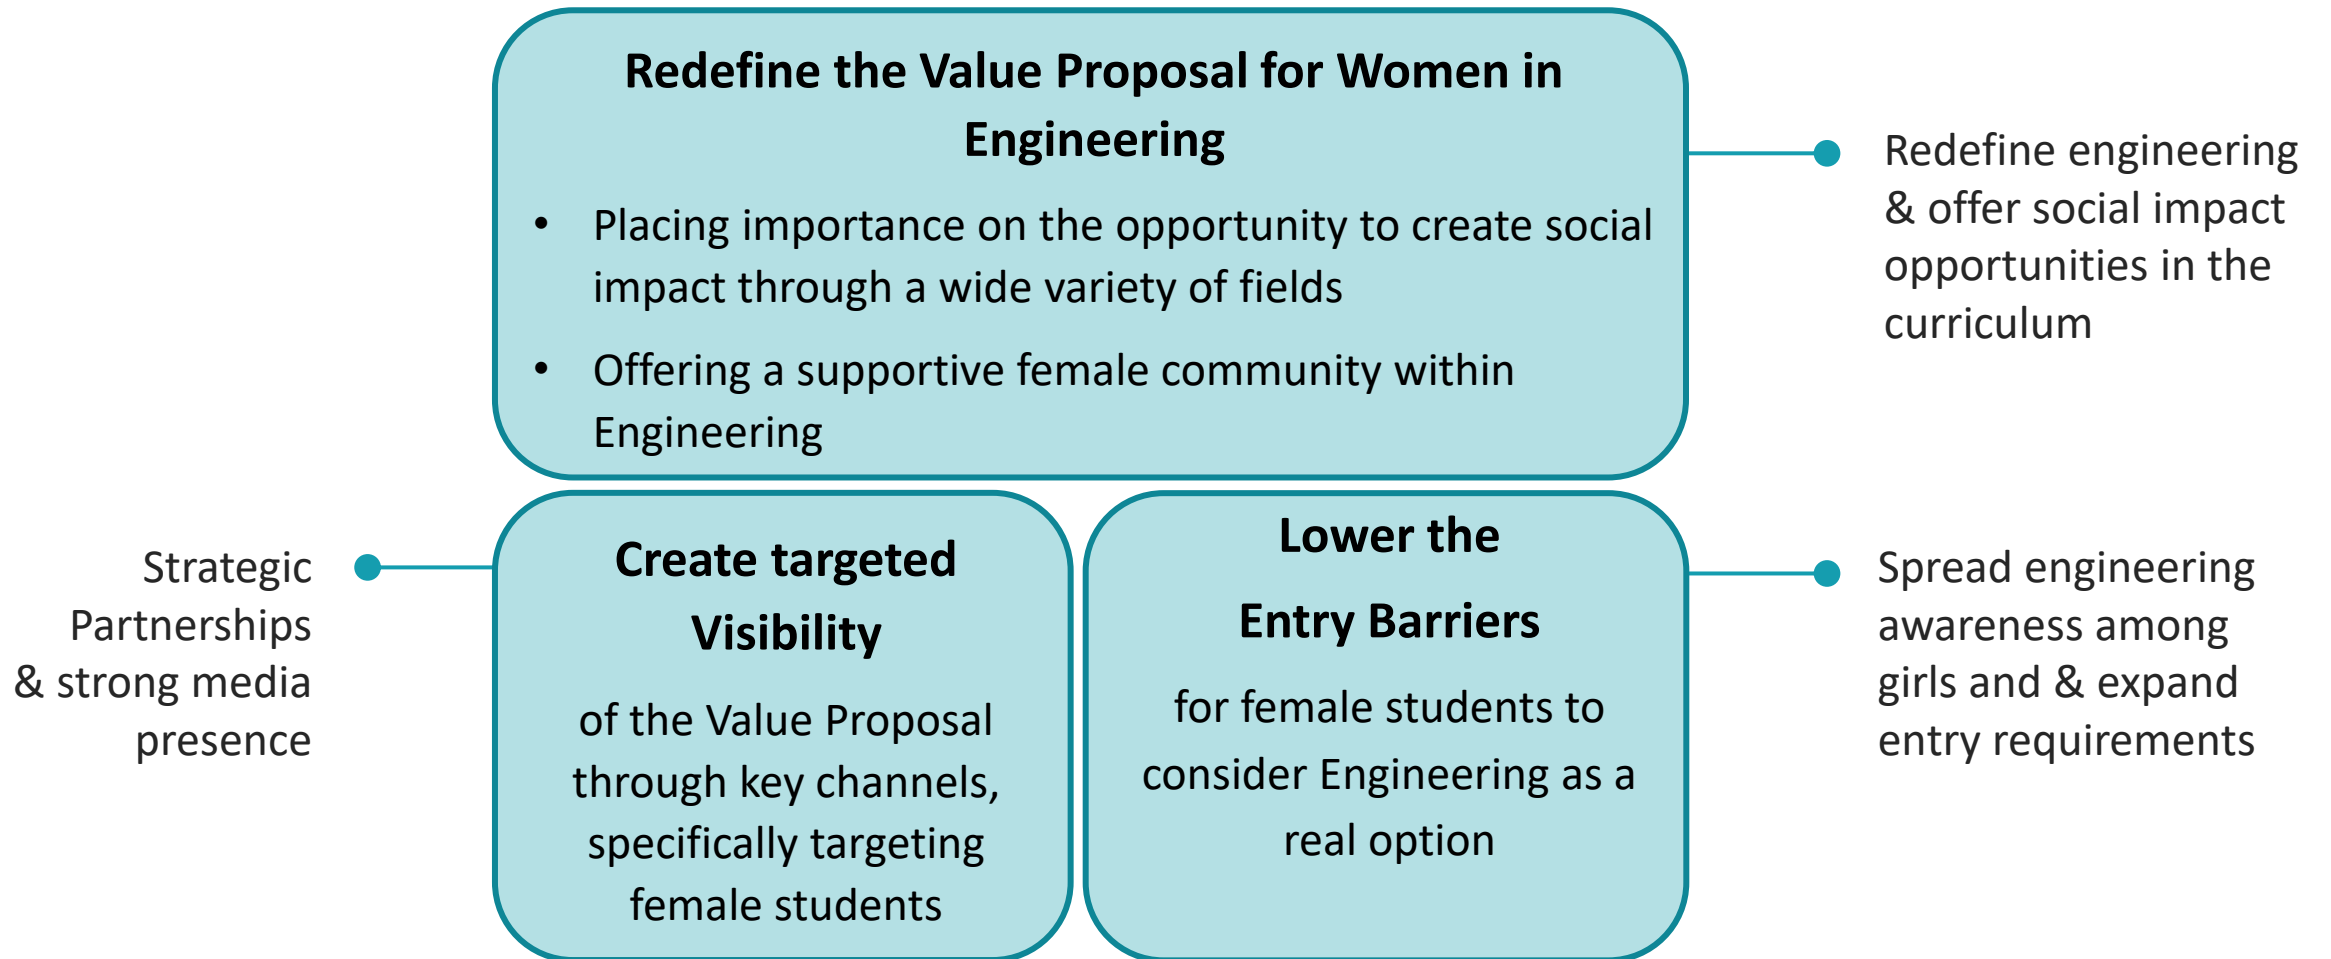 Redefine the Value Proposal for Women in
Engineering
• Placing importance on the opportunity to create social
impact through a wide variety of fields
• Offering a supportive female community within
Engineering
Redefine engineering
& offer social impact
opportunities in the
curriculum
Strategic
Partnerships
& strong media
presence
Create targeted
Visibility
of the Value Proposal
through key channels,
specifically targeting
female students
Lower the
Entry Barriers
for female students to
consider Engineering as a
real option
Spread engineering
awareness among
girls and & expand
entry requirements